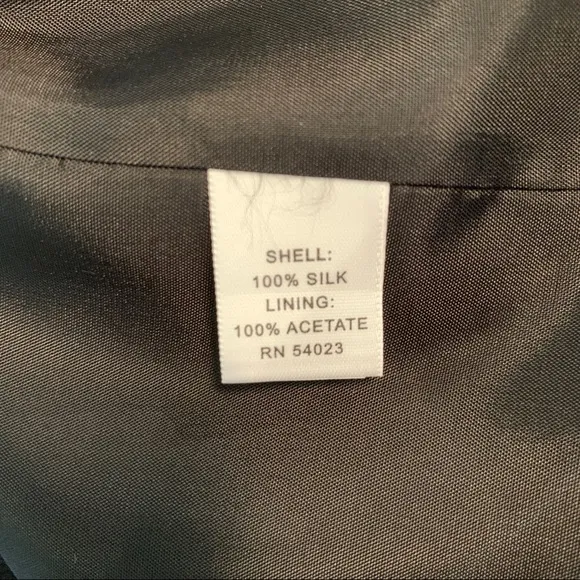 SHELL:
100% SILK
LINING:
100% ACETATE
RN 54023